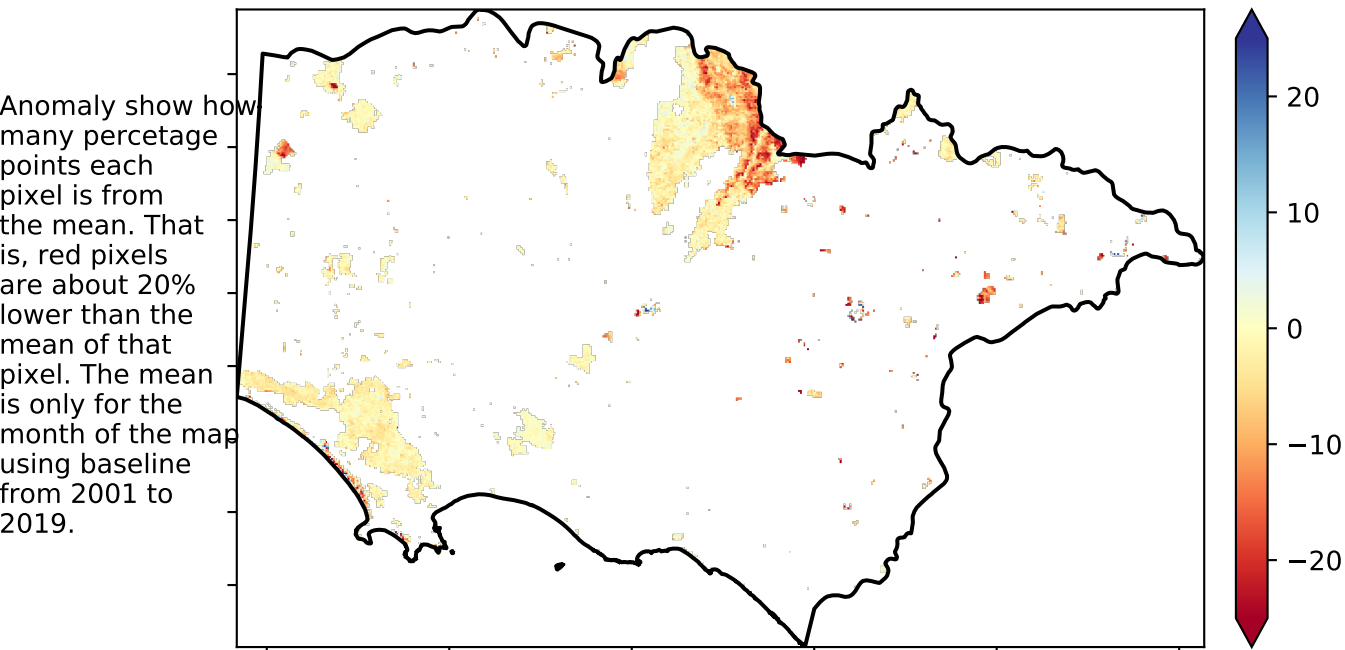 Anomaly show how
many percetage
points each
pixel is from
the mean. That
is, red pixels
are about 20%
lower than the
mean of that
pixel. The mean
is only for the
month of the map
using baseline
from 2001 to
2019.
20
10
0
−10
−20